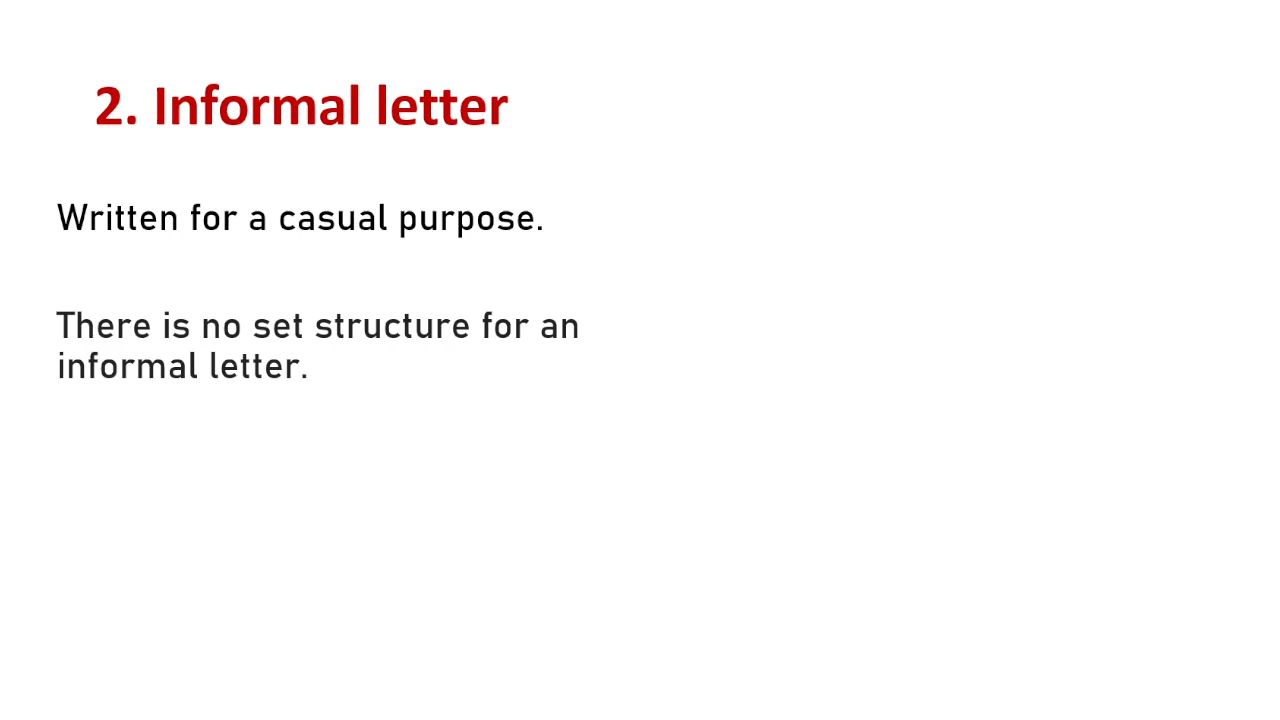 2. Informal letter
Written for a casual purpose.
There is no set structure for an
informal letter.